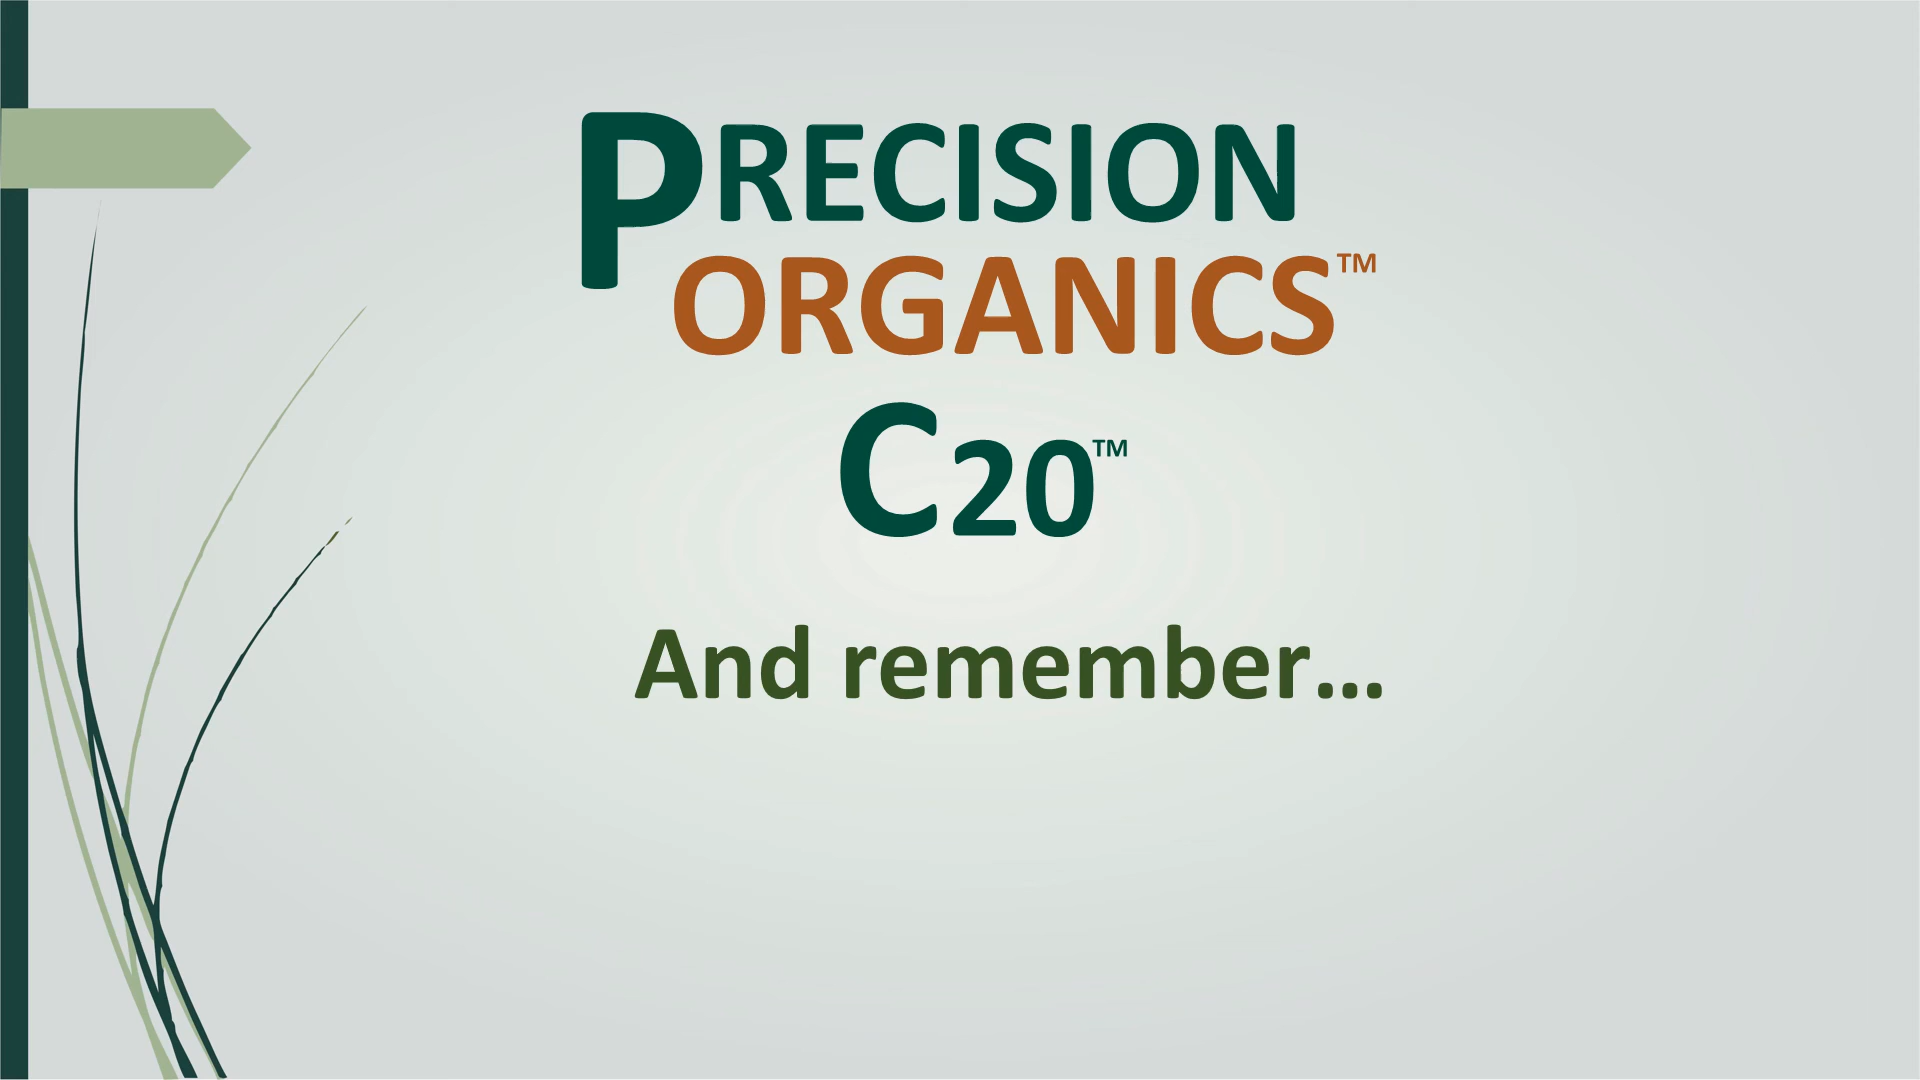 PRECISION
ORGANICS™
C20™
And remember…